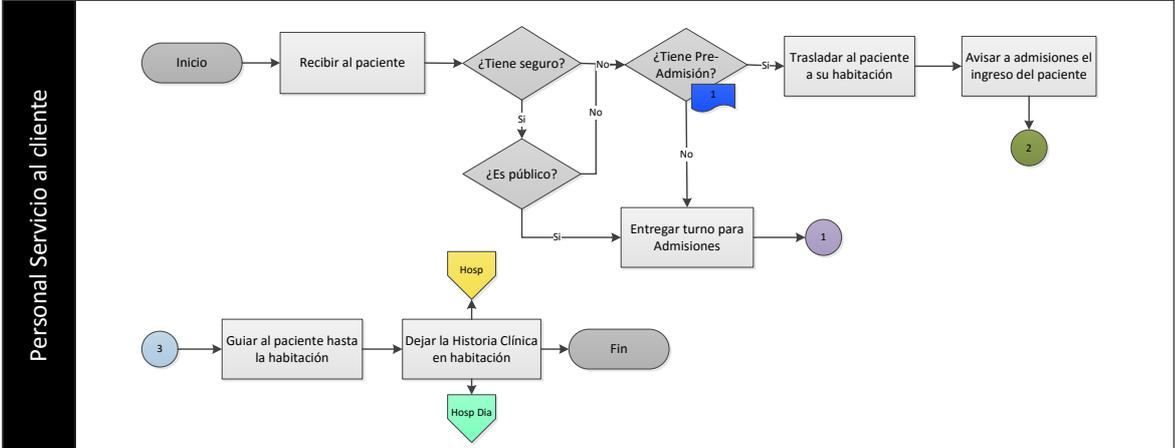 Personal Servicio al cliente
Inicio
Recibir al paciente
¿Tiene seguro?
No
¿Tiene Pre-
Admisión?
1
Si
Trasladar al paciente
a su habitación
Avisar a admisiones el
ingreso del paciente
2
Si
No
No
¿Es público?
Si
Entregar turno para
Admisiones
1
Hosp
3
Guiar al paciente hasta
la habitación
Dejar la Historia Clínica
en habitación
Fin
Hosp Dia